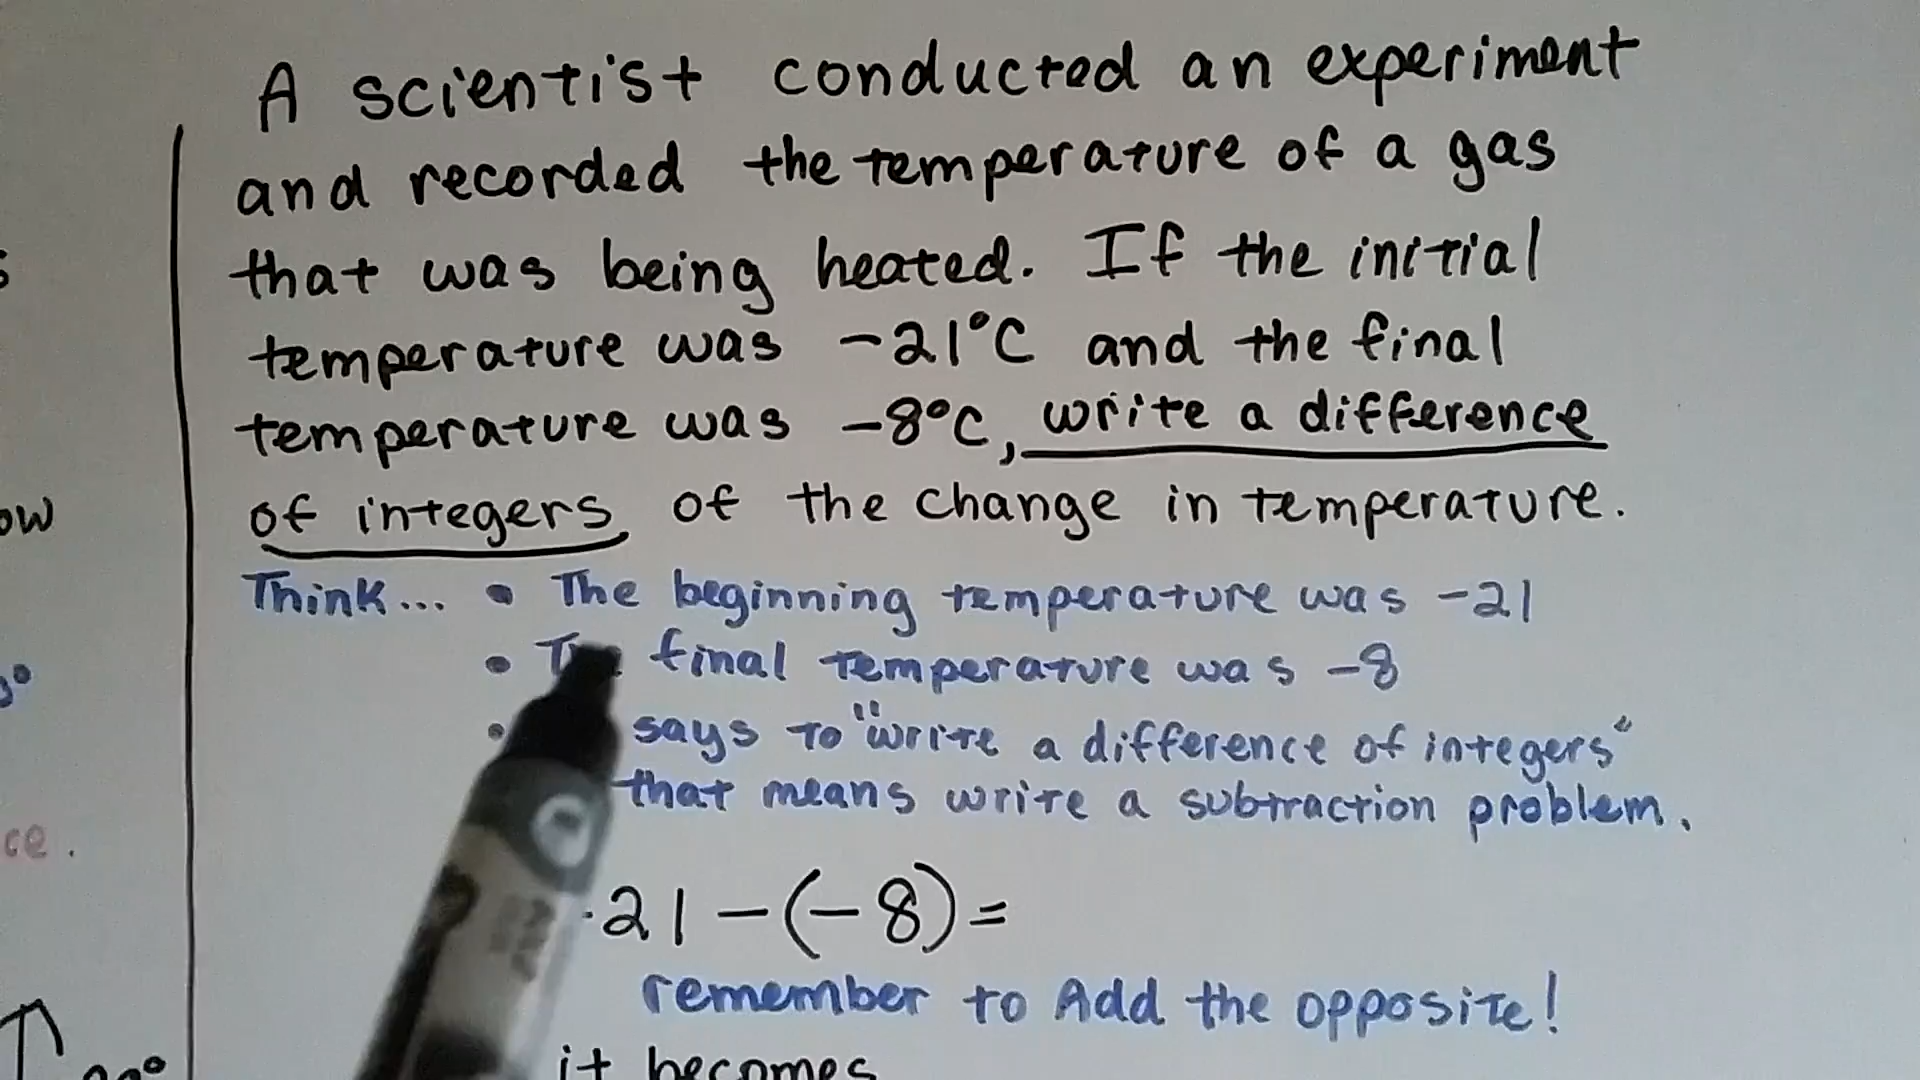 A scientist conducted an experiment
and recorded the temperature of a gas
that was being heated. If the initial
temperature was -21°C and the final
temperature was -8°C, write a difference
of integers of the change in temperature.
Think... • The beginning temperature was -21
• The final temperature was -8
• says to "write a difference of integers"
that means write a subtraction problem.
21 -(-8)=
remember to Add the opposite!
it becomes
ow
ce.